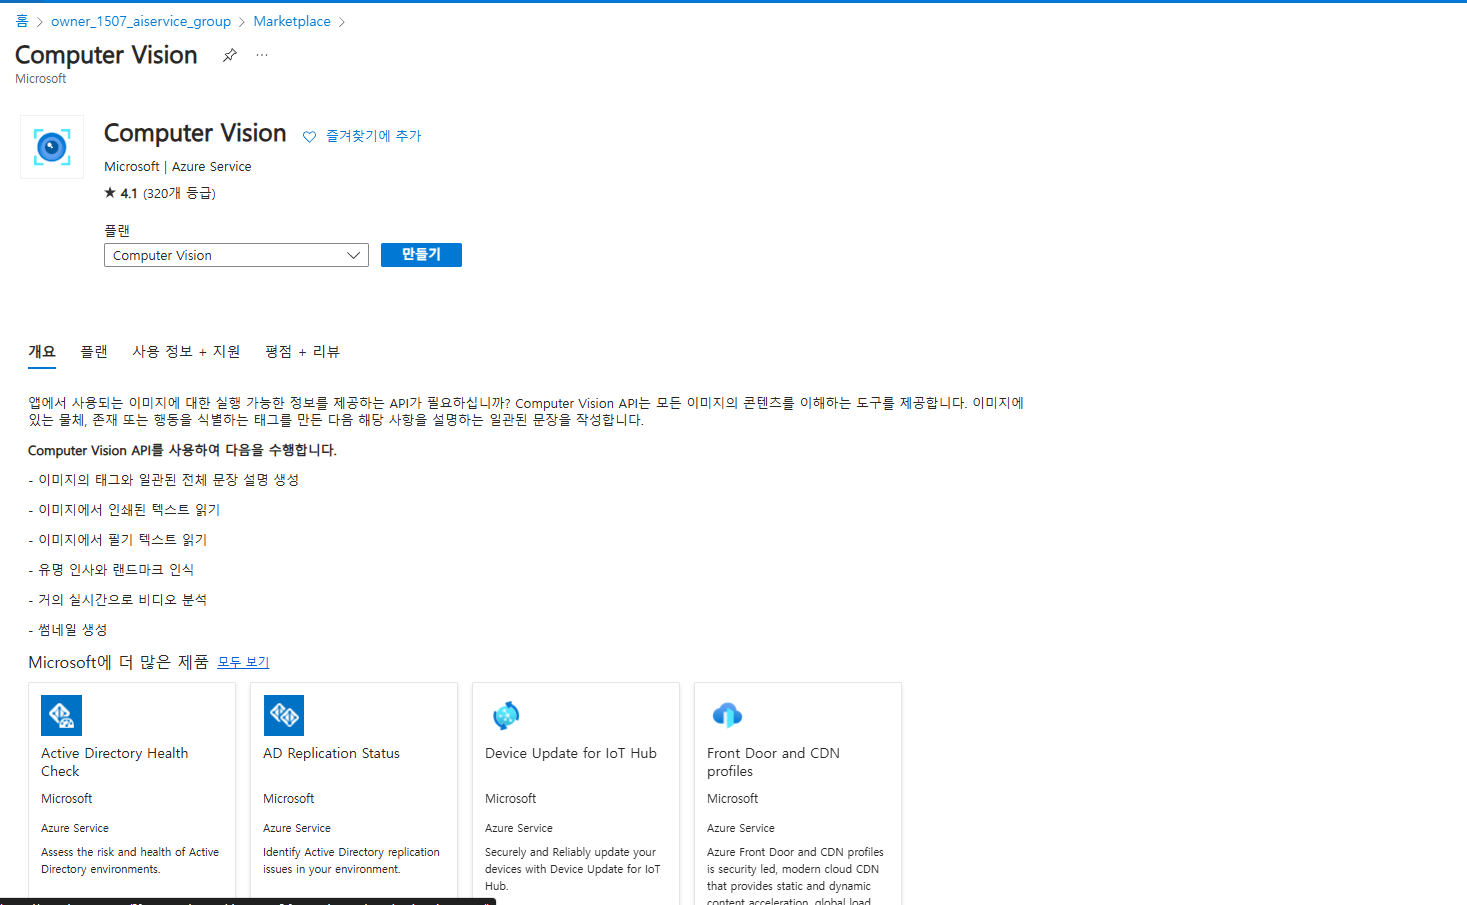 홈 > owner_1507_aiservice_group > Marketplace >
Computer Vision ...
Microsoft
Computer Vision 즐겨찾기에 추가
Microsoft | Azure Service
★ 4.1 (320개 등급)
플랜
Computer Vision 만들기
개요 플랜 사용 정보 + 지원 평점 + 리뷰
앱에서 사용되는 이미지에 대한 실행 가능한 정보를 제공하는 API가 필요하십니까? Computer Vision API는 모든 이미지의 콘텐츠를 이해하는 도구를 제공합니다. 이미지에
있는 물체, 존재 또는 행동을 식별하는 태그를 만든 다음 해당 사항을 설명하는 일관된 문장을 작성합니다.
Computer Vision API를 사용하여 다음을 수행합니다.
- 이미지의 태그와 일관된 전체 문장 설명 생성
- 이미지에서 인쇄된 텍스트 읽기
- 이미지에서 필기 텍스트 읽기
- 유명 인사와 랜드마크 인식
- 거의 실시간으로 비디오 분석
- 썸네일 생성
Microsoft에 더 많은 제품 모두 보기
Active Directory Health
Check
Microsoft
Azure Service
Assess the risk and health of Active
Directory environments.
AD Replication Status
Microsoft
Azure Service
Identify Active Directory replication
issues in your environment.
Device Update for IoT Hub
Microsoft
Azure Service
Securely and Reliably update your
devices with Device Update for IoT
Hub.
Front Door and CDN
profiles
Microsoft
Azure Service
Azure Front Door and CDN profiles
is security led, modern cloud CDN
that provides static and dynamic
content acceleration, global load